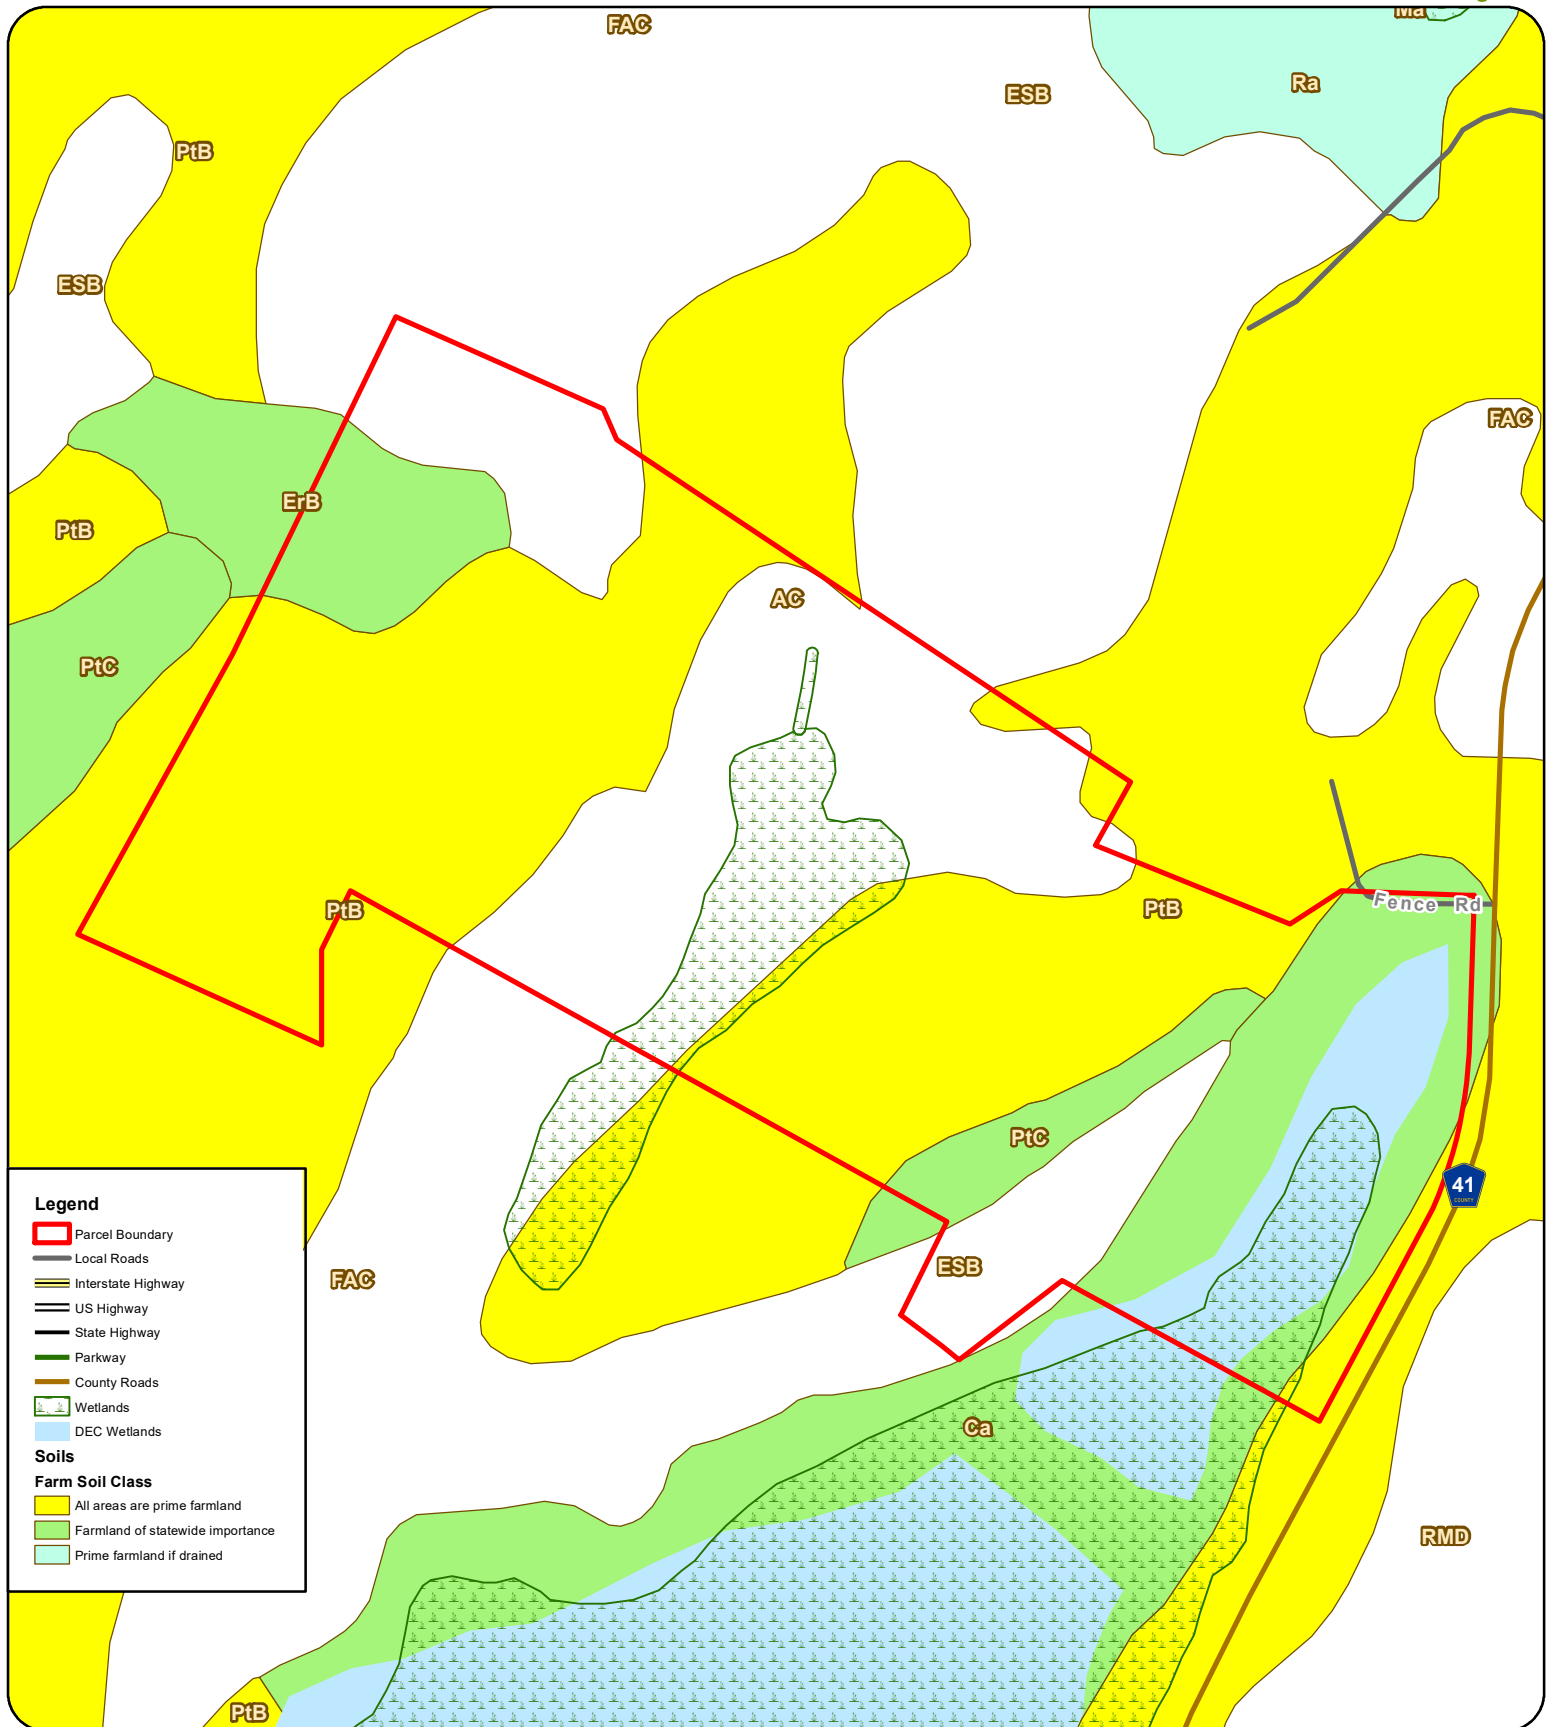 FAC
Ma
Ra
ESB
PtB
ESB
FAC
ErB
PtB
AC
PtC
PtB
PtB
Fence Rd
PtC
41
COUNTY
ESB
FAC
Ca
RMD
PtB
Legend
Parcel Boundary
Local Roads
Interstate Highway
US Highway
State Highway
Parkway
County Roads
Wetlands
DEC Wetlands
Soils
Farm Soil Class
All areas are prime farmland
Farmland of statewide importance
Prime farmland if drained